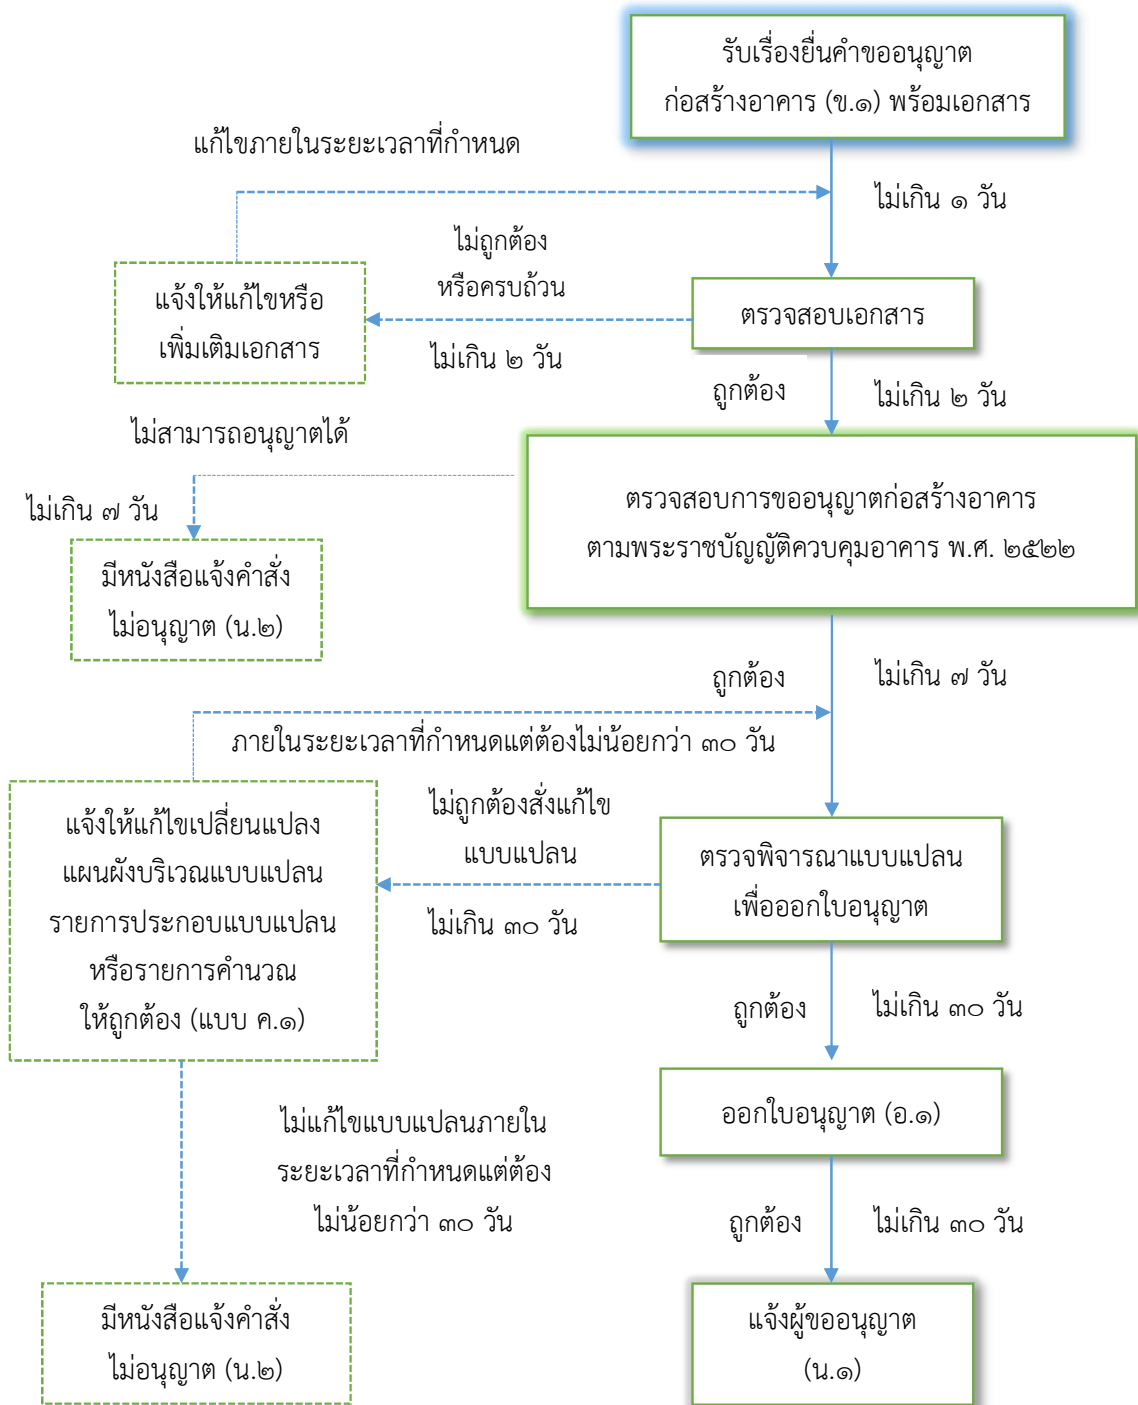 รับเรื่องยื่นคำขออนุญาต
ก่อสร้างอาคาร (ข.๑) พร้อมเอกสาร
แก้ไขภายในระยะเวลาที่กำหนด
ไม่เกิน ๑ วัน
ไม่ถูกต้อง
หรือครบถ้วน
แจ้งให้แก้ไขหรือ
เพิ่มเติมเอกสาร
ตรวจสอบเอกสาร
ไม่เกิน ๒ วัน
ถูกต้อง
ไม่เกิน ๒ วัน
ไม่สามารถอนุญาตได้
ไม่เกิน ๗ วัน
ตรวจสอบการขออนุญาตก่อสร้างอาคาร
ตามพระราชบัญญัติควบคุมอาคาร พ.ศ. ๒๕๒๒
มีหนังสือแจ้งคำสั่ง
ไม่อนุญาต (น.๒)
ถูกต้อง
ไม่เกิน ๗ วัน
ภายในระยะเวลาที่กำหนดแต่ต้องไม่น้อยกว่า ๓๐ วัน
แจ้งให้แก้ไขเปลี่ยนแปลง
แผนผังบริเวณแบบแปลน
รายการประกอบแบบแปลน
หรือรายการคำนวณ
ให้ถูกต้อง (แบบ ค.๑)
ไม่ถูกต้องสั่งแก้ไข
แบบแปลน
ไม่เกิน ๓๐ วัน
ตรวจพิจารณาแบบแปลน
เพื่อออกใบอนุญาต
ถูกต้อง
ไม่เกิน ๓๐ วัน
ออกใบอนุญาต (อ.๑)
ไม่แก้ไขแบบแปลนภายใน
ระยะเวลาที่กำหนดแต่ต้อง
ไม่น้อยกว่า ๓๐ วัน
ถูกต้อง
ไม่เกิน ๓๐ วัน
มีหนังสือแจ้งคำสั่ง
ไม่อนุญาต (น.๒)
แจ้งผู้ขออนุญาต
(น.๑)